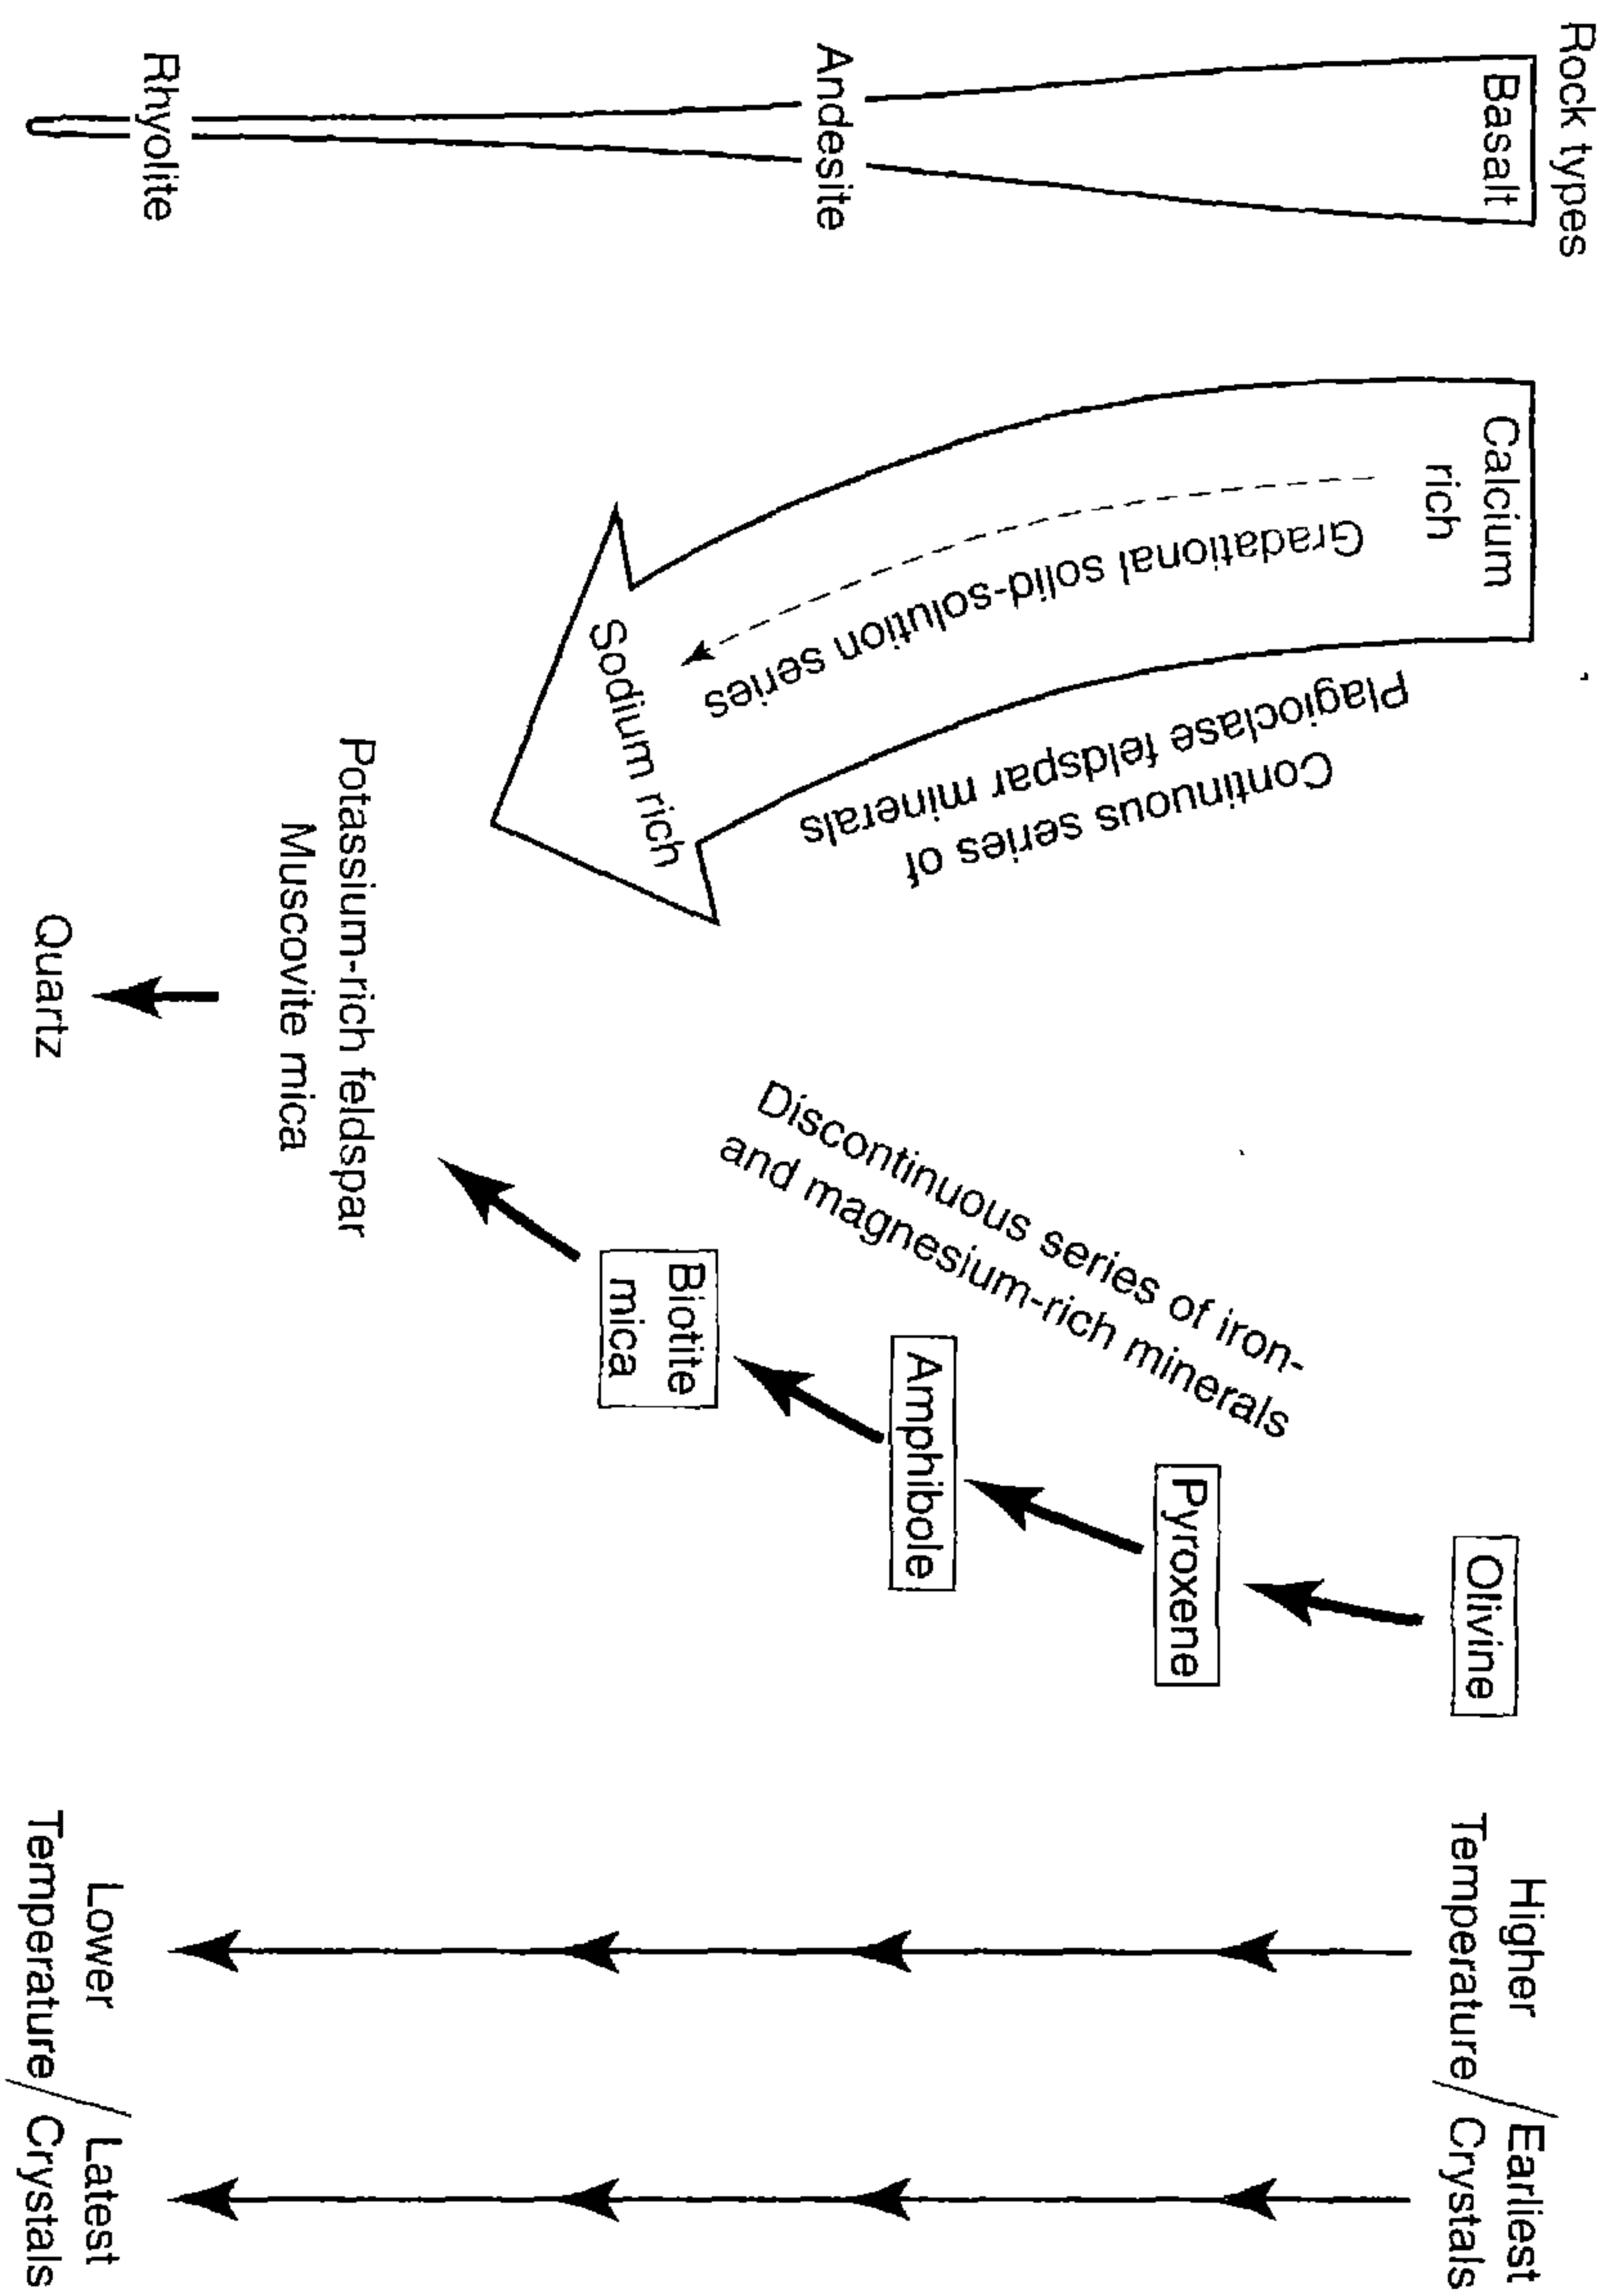 Rock types
Basalt
Andesite
Rhyolite
Calcium
rich
Gradational solid-solution series
Sodium rich
Plagioclase feldspar minerals
Continuous series of
Discontinuous series of iron-
and magnesium-rich minerals
Olivine
Pyroxene
Amphibole
Biotite
mica
Potassium-rich feldspar
Muscovite mica
Quartz
Higher / Earliest
Temperature / Crystals
Lower / Latest
Temperature / Crystals